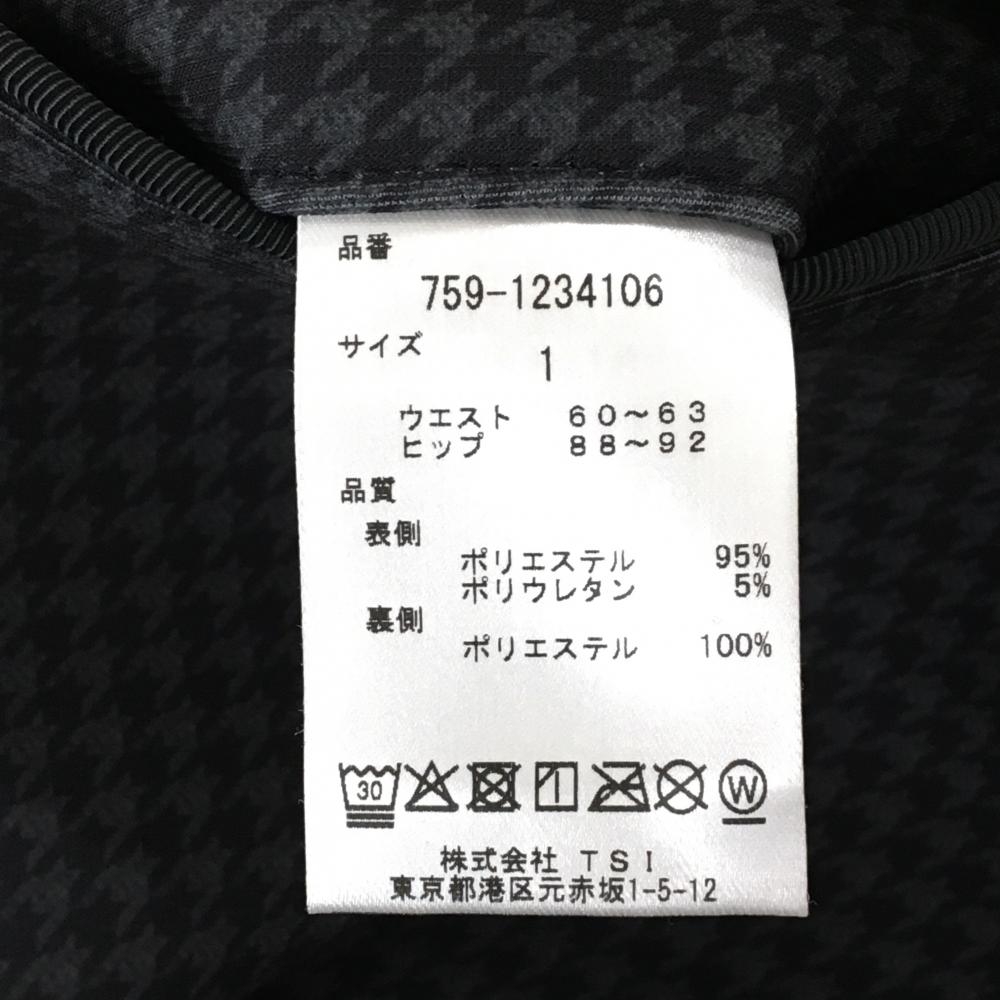 品番
759-1234106
サイズ
1
ウエスト 60～63
ヒップ 88～92
品質
表側
ポリエステル 95%
ポリウレタン 5%
裏側
ポリエステル 100%
30 W
株式会社 TSI
東京都港区元赤坂1-5-12